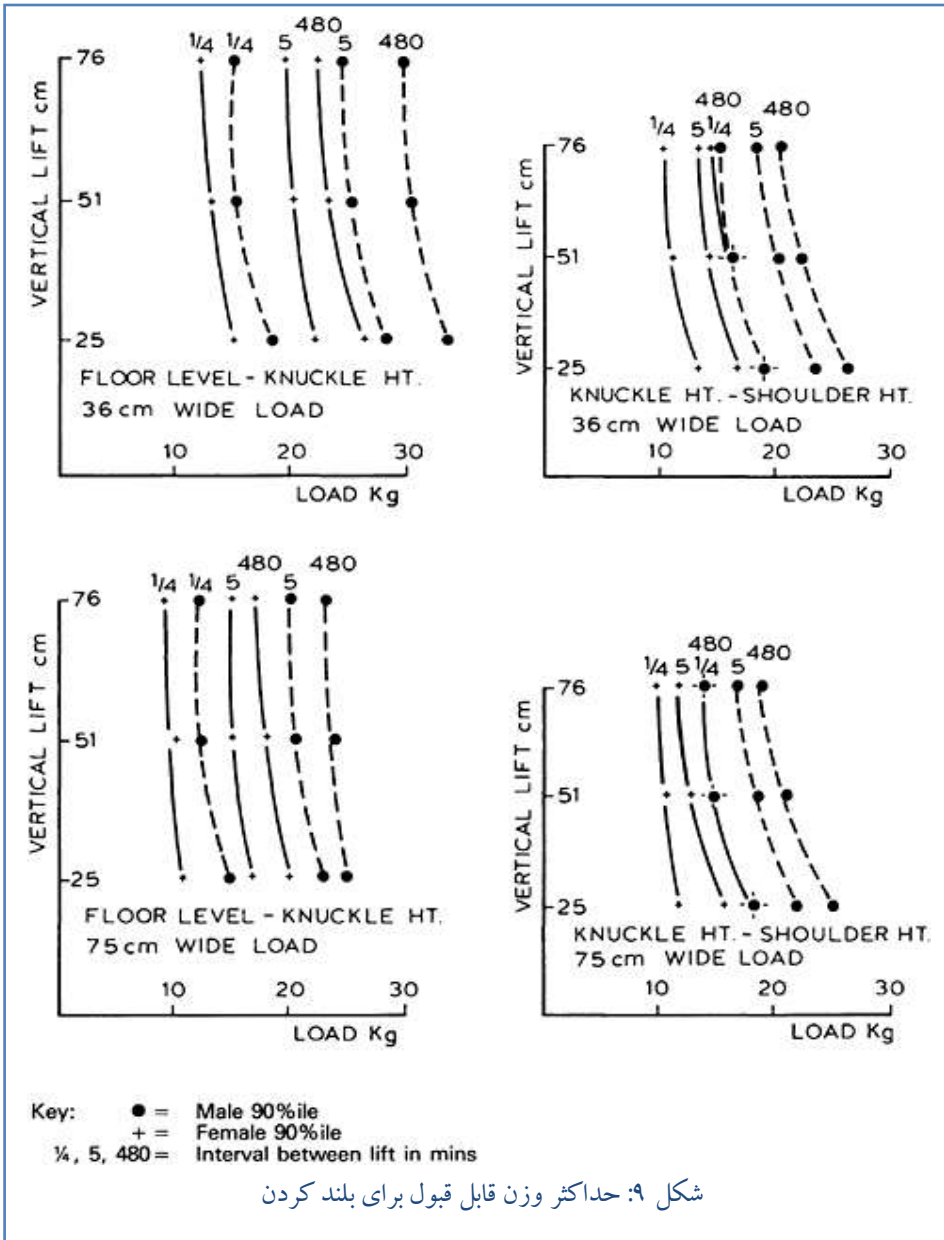 1/4 1/4 5 480 5 480
76
51
25
VERTICAL LIFT cm
FLOOR LEVEL - KNUCKLE HT.
36 cm WIDE LOAD
10 20 30
LOAD Kg
480 480
1/4 5 1/4 5
76
51
25
VERTICAL LIFT cm
KNUCKLE HT. - SHOULDER HT.
36 cm WIDE LOAD
10 20 30
LOAD Kg
480 480
1/4 1/4 5 5
76
51
25
VERTICAL LIFT cm
FLOOR LEVEL - KNUCKLE HT.
75 cm WIDE LOAD
10 20 30
LOAD Kg
480 480
1/4 5 1/4 5
76
51
25
VERTICAL LIFT cm
KNUCKLE HT. - SHOULDER HT.
75 cm WIDE LOAD
10 20 30
LOAD Kg
Key: ● = Male 90%ile
+ = Female 90%ile
¼, 5, 480 = Interval between lift in mins
شکل ۹: حداکثر وزن قابل قبول برای بلند کردن